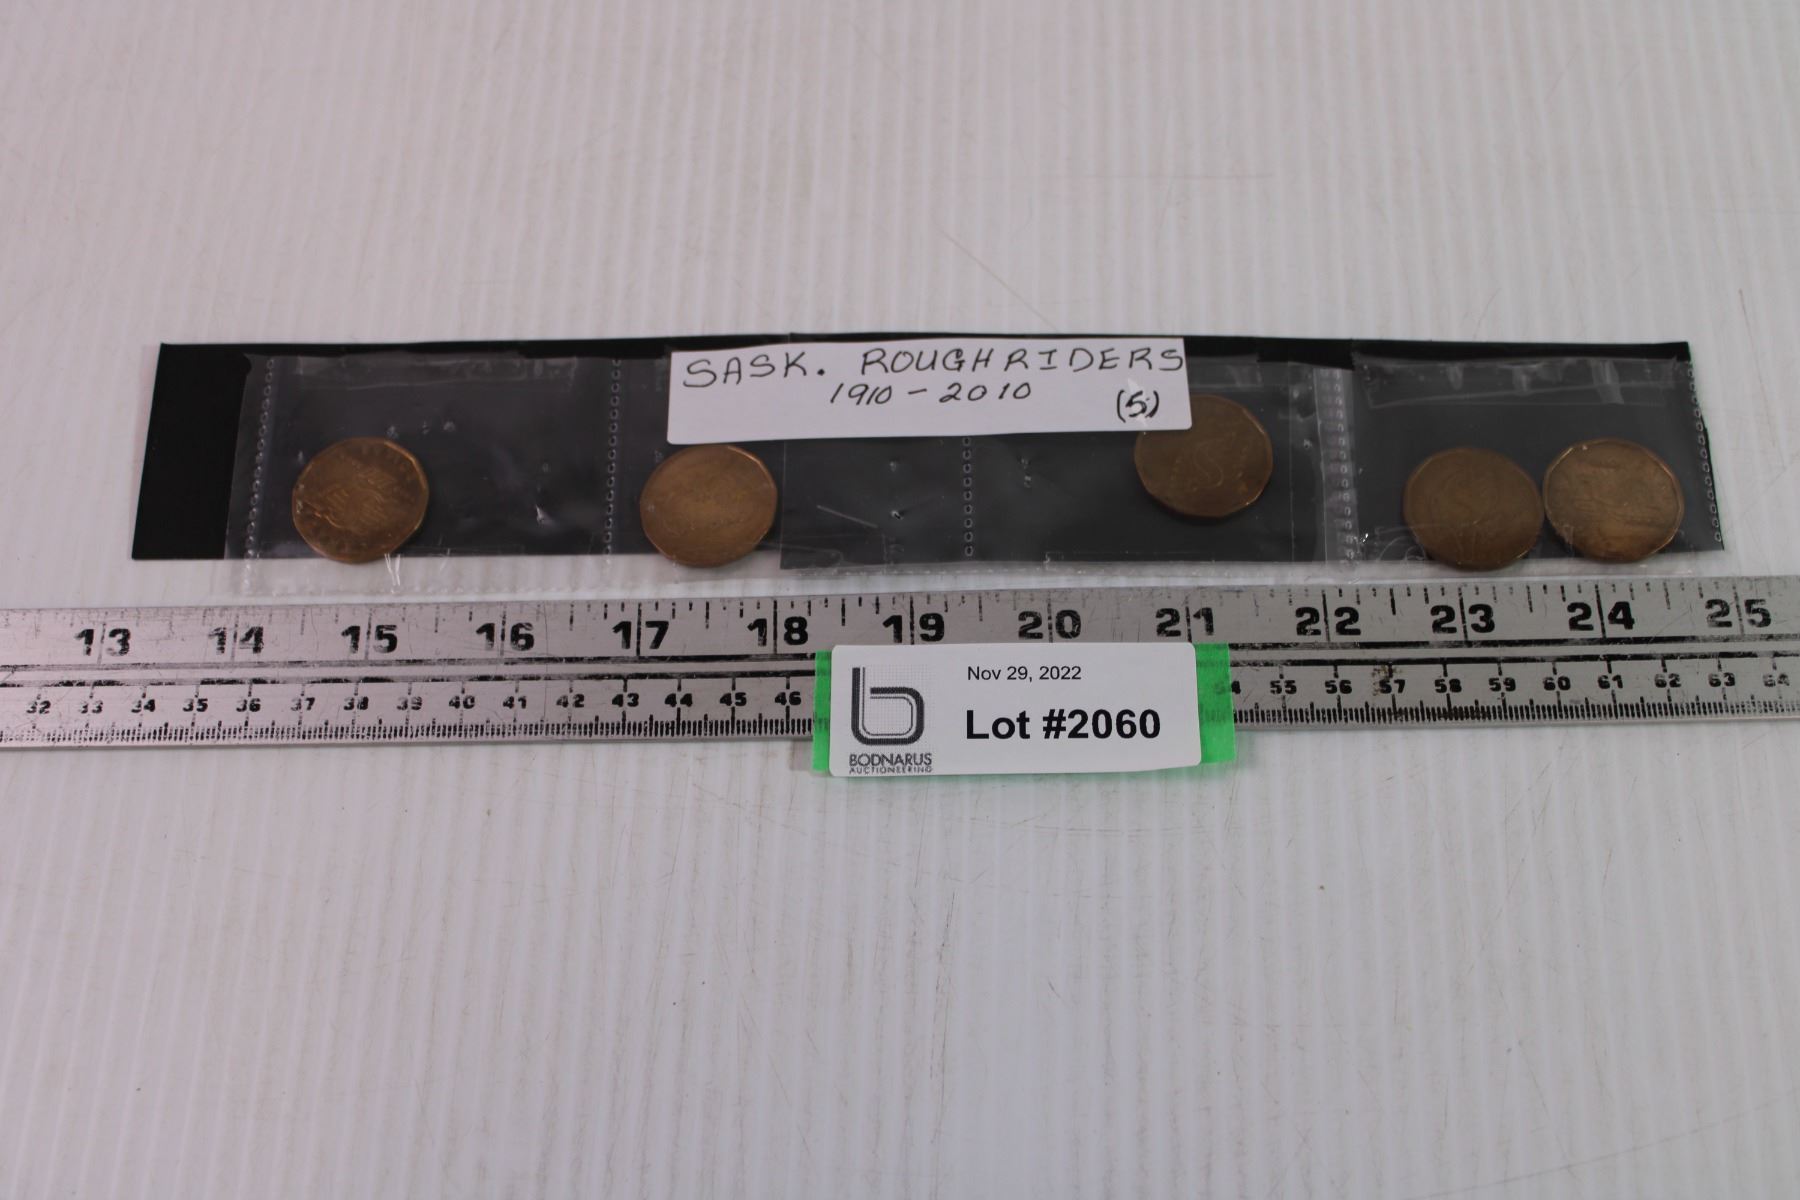 SASK. ROUGHRIDERS
1910-2010
(5)
13 14 15 16 17 18 19 20 21 22 23 24 25
32 33 34 35 36 37 38 39 40 41 42 43 44 45 46 54 55 56 57 58 59 60 61 62 63 64
Nov 29, 2022
Lot #2060
BODNARUS
AUCTIONEERING